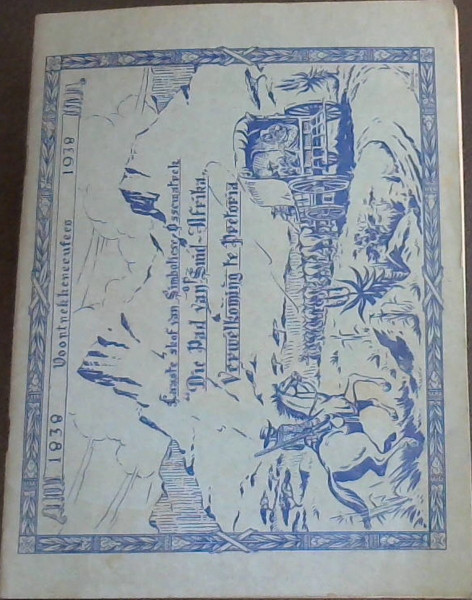 1838 Voortrekkereeufees 1938
Laaste skof van Simboliese Ossewatrek
"Die Pad van Suid-Afrika"
Verwelkoming te Pretoria